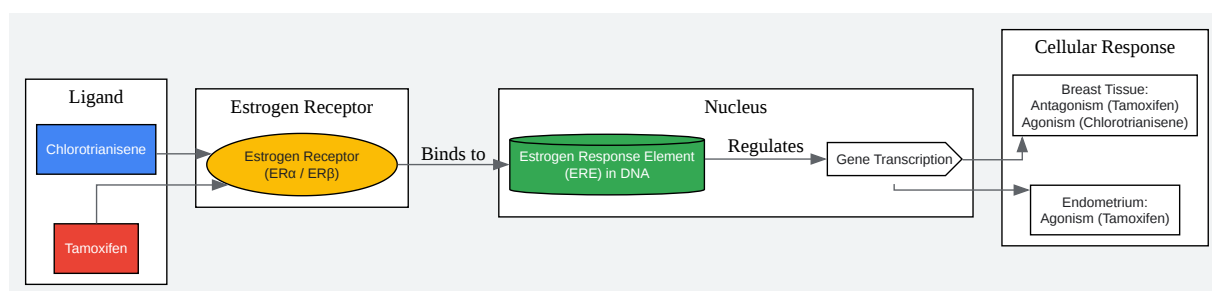 Ligand
Chlorotrianisene
Tamoxifen
Estrogen Receptor
Estrogen Receptor
(ERα / ERβ)
Binds to
Nucleus
Estrogen Response Element
(ERE) in DNA
Regulates
Gene Transcription
Cellular Response
Breast Tissue:
Antagonism (Tamoxifen)
Agonism (Chlorotrianisene)
Endometrium:
Agonism (Tamoxifen)